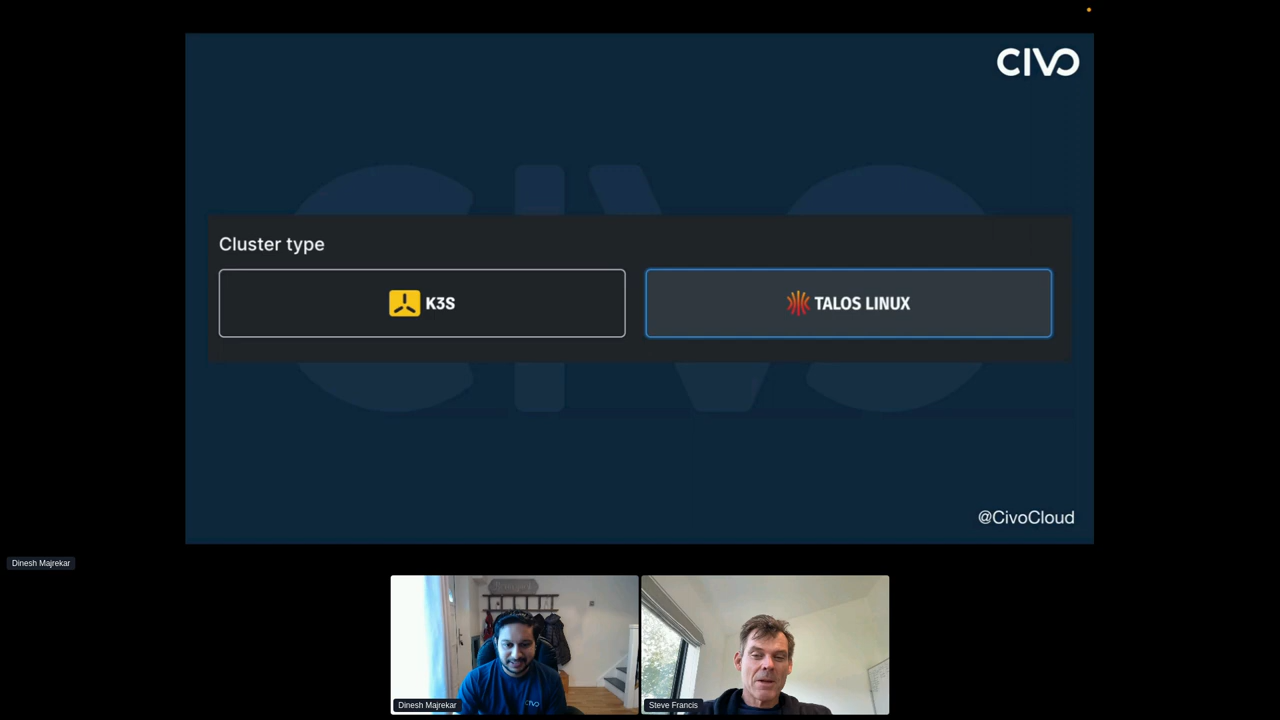 CIVO
Cluster type
K3S
TALOS LINUX
@CivoCloud
Dinesh Majrekar
Dinesh Majrekar
Steve Francis